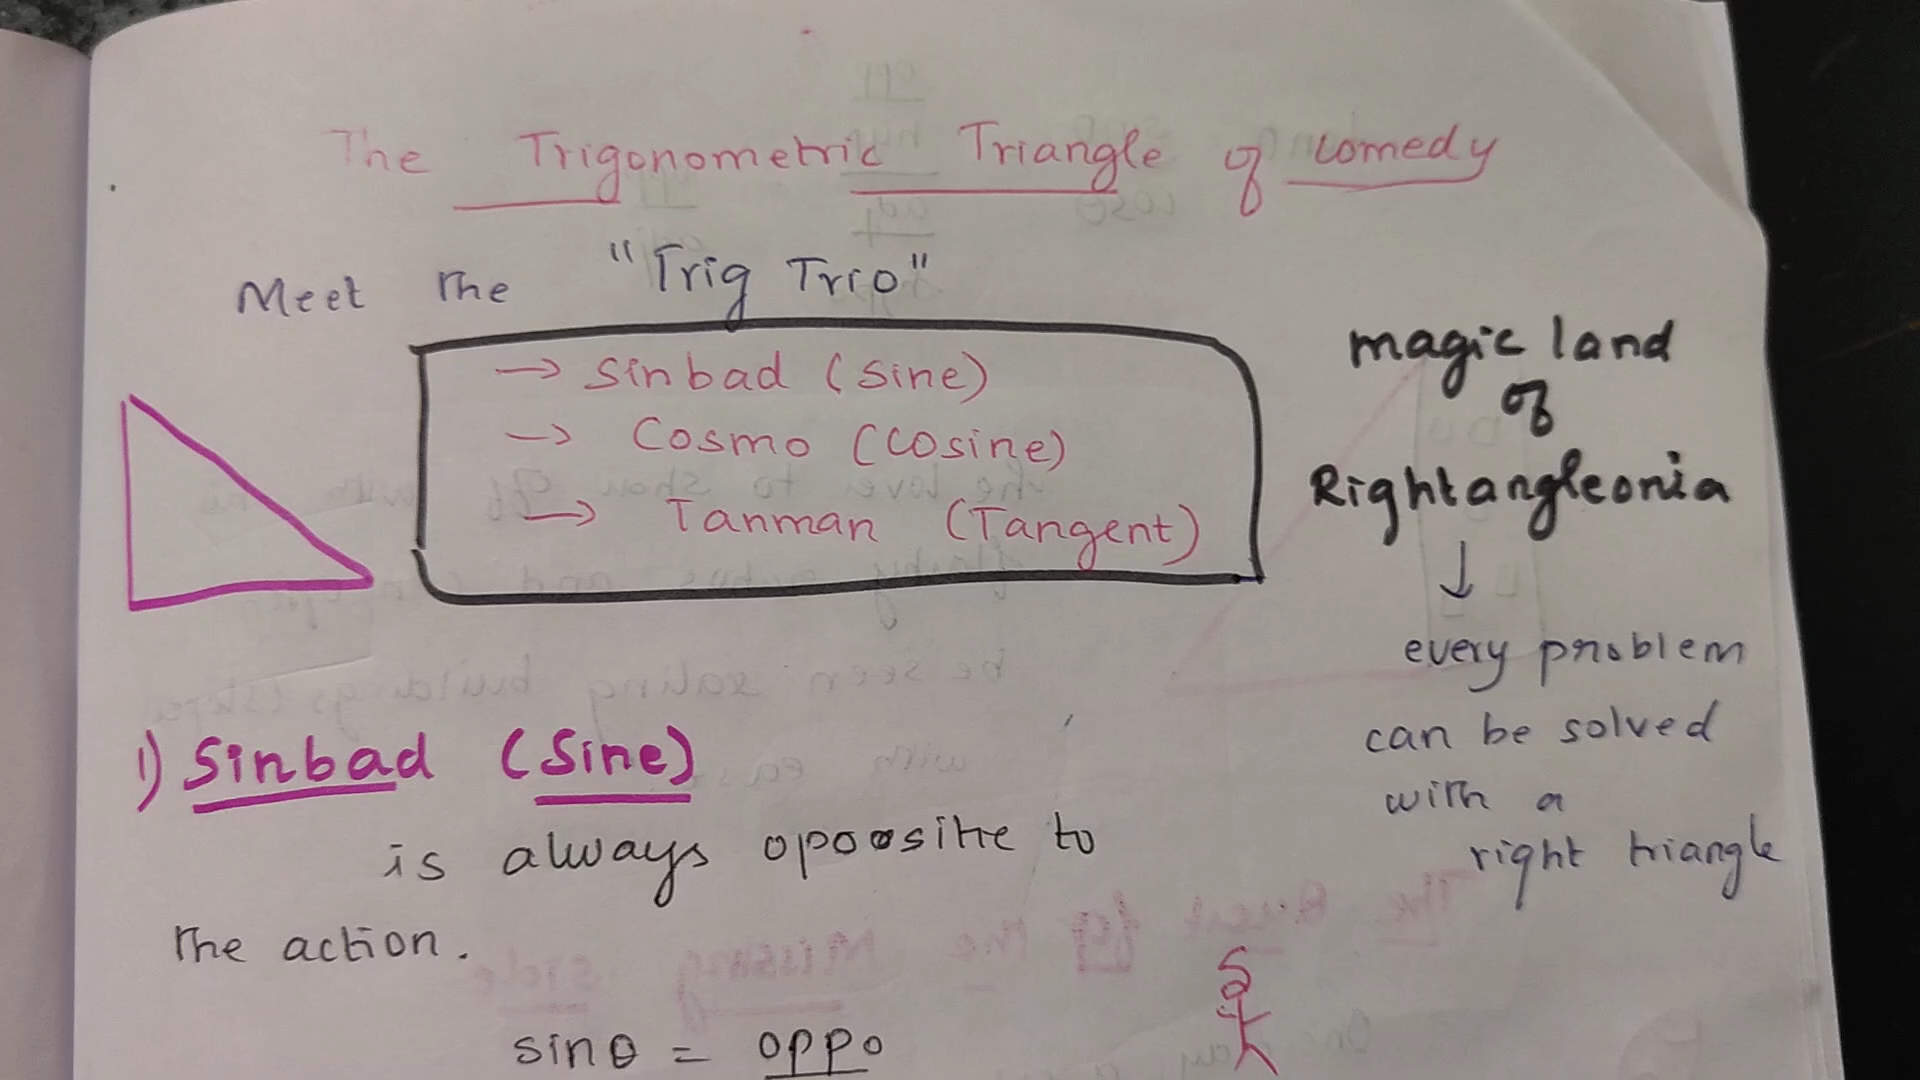 The Trigonometric Triangle of comedy
Meet The "Trig Trio"
→ Sinbad (Sine)
→ Cosmo (Cosine)
→ Tanman (Tangent)
magic land
of
Rightangleonia
↓
every problem
can be solved
with a
right triangle
1) Sinbad (Sine)
is always opoosite to
The action.
sinθ = oppo